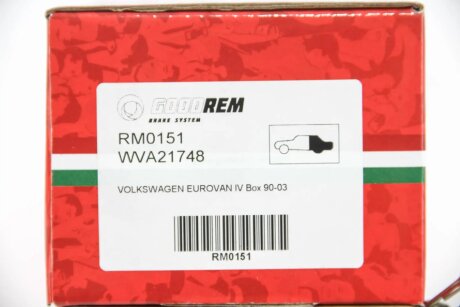 GOODREM
BRAKE SYSTEM
RM0151
WVA21748
VOLKSWAGEN EUROVAN IV Box 90-03
RM0151